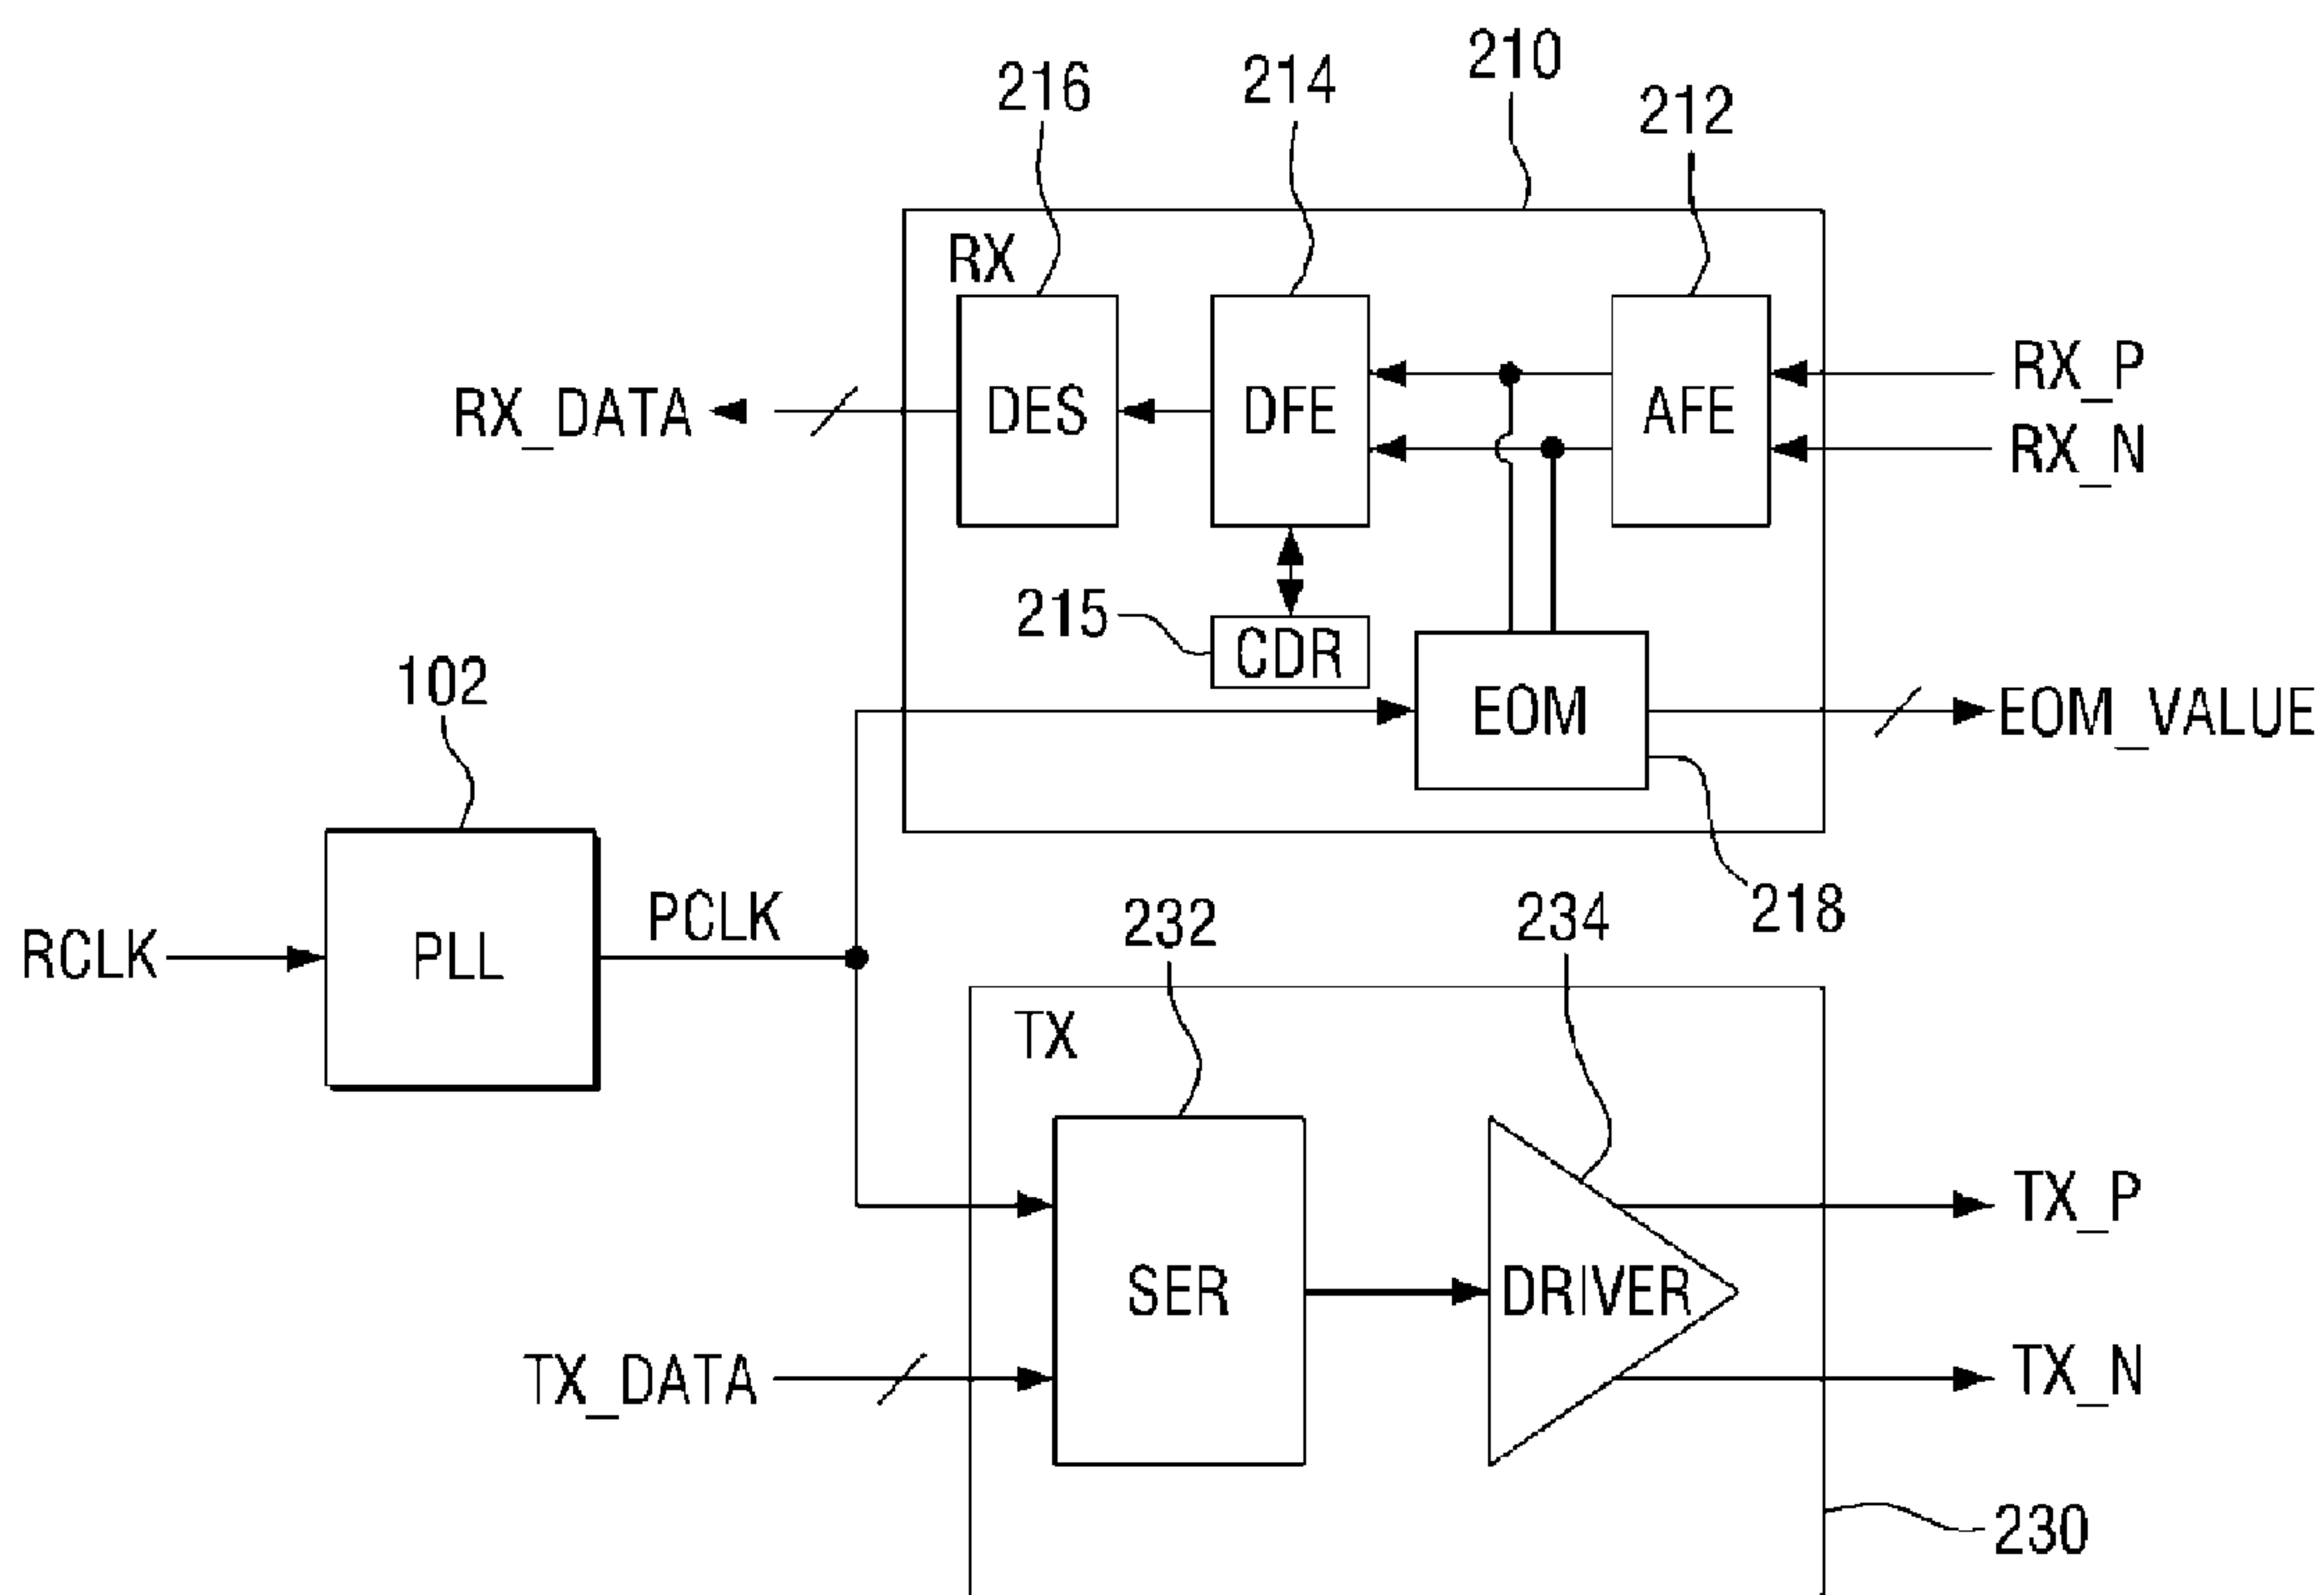 210
214
216
212
RX
RX_P
DES
DFE
AFE
RX_DATA
RX_N
215
CDR
102
EOM
EOM_VALUE
PCLK
218
232
234
RCLK
PLL
TX
TX_P
SER
DRIVER
TX_DATA
TX_N
230